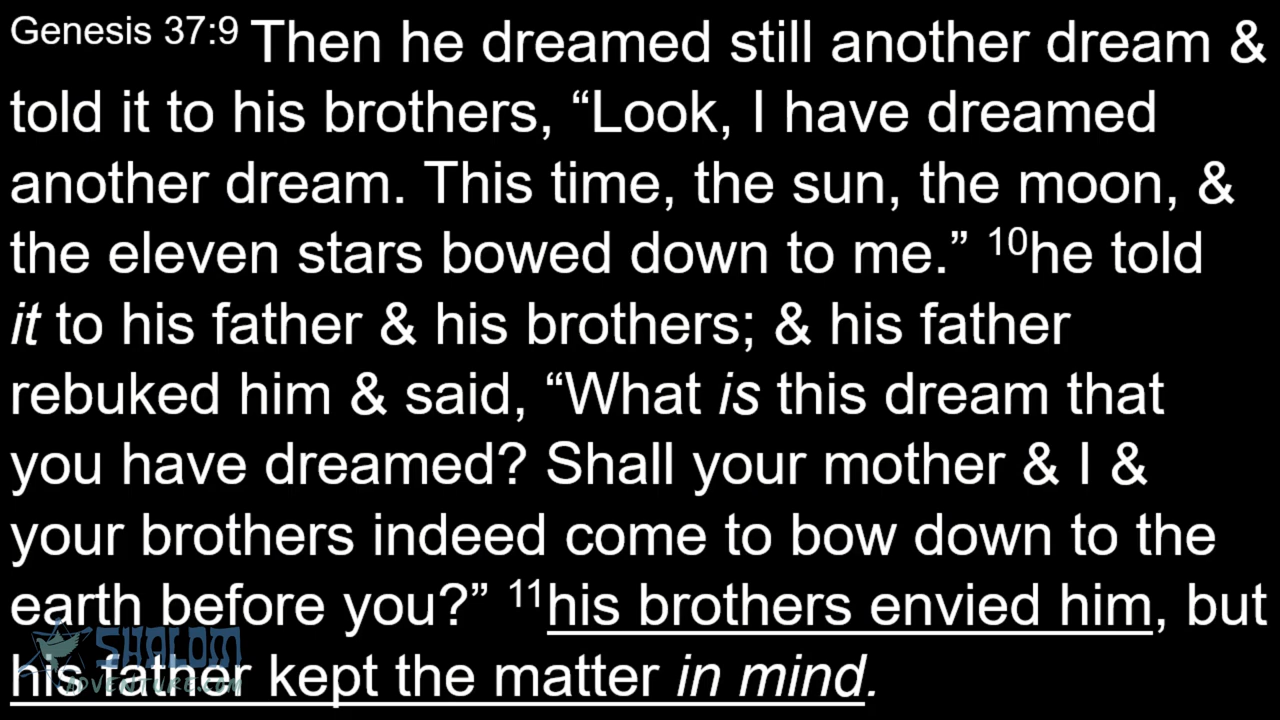 Genesis 37:9 Then he dreamed still another dream &
told it to his brothers, “Look, I have dreamed
another dream. This time, the sun, the moon, &
the eleven stars bowed down to me.” 10he told
it to his father & his brothers; & his father
rebuked him & said, “What is this dream that
you have dreamed? Shall your mother & I &
your brothers indeed come to bow down to the
earth before you?” 11his brothers envied him, but
his father kept the matter in mind.
SHALOM
ADVENTURE.COM